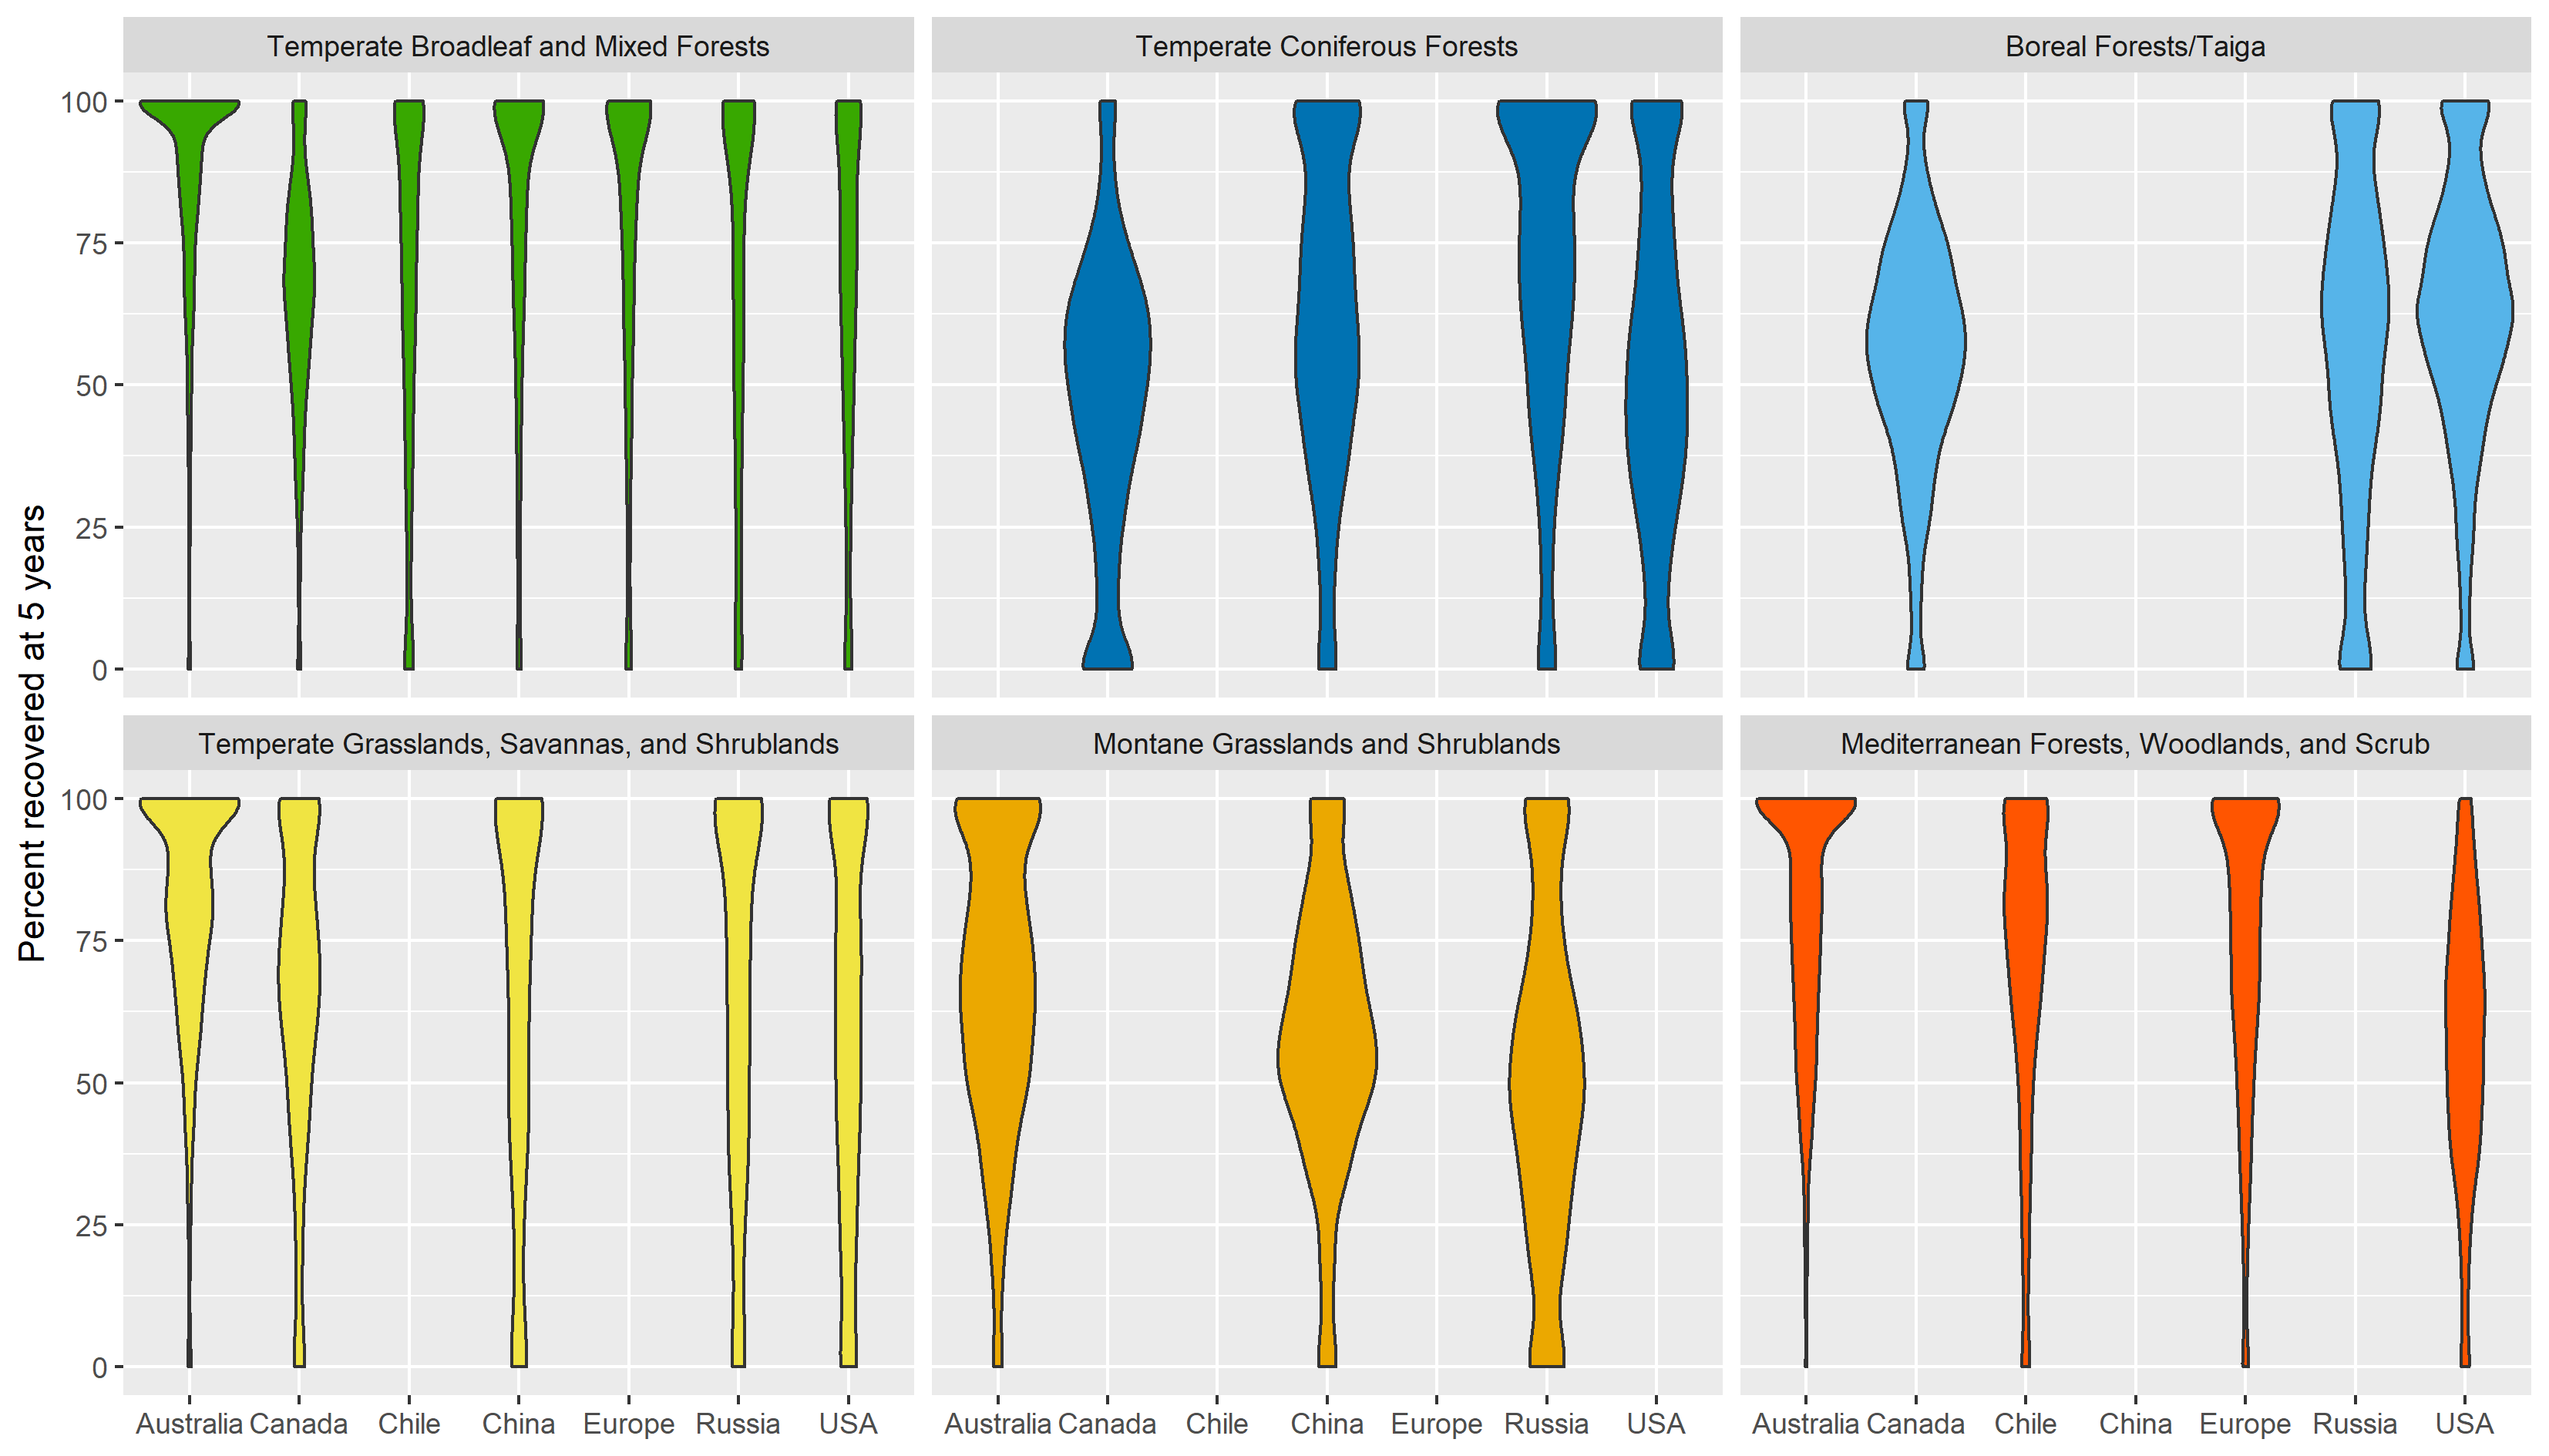 Temperate Broadleaf and Mixed Forests
Temperate Coniferous Forests
Boreal Forests/Taiga
100
75
50
25
0
Temperate Grasslands, Savannas, and Shrublands
Montane Grasslands and Shrublands
Mediterranean Forests, Woodlands, and Scrub
100
75
50
25
0
Percent recovered at 5 years
Australia Canada Chile China Europe Russia USA
Australia Canada Chile China Europe Russia USA
Australia Canada Chile China Europe Russia USA